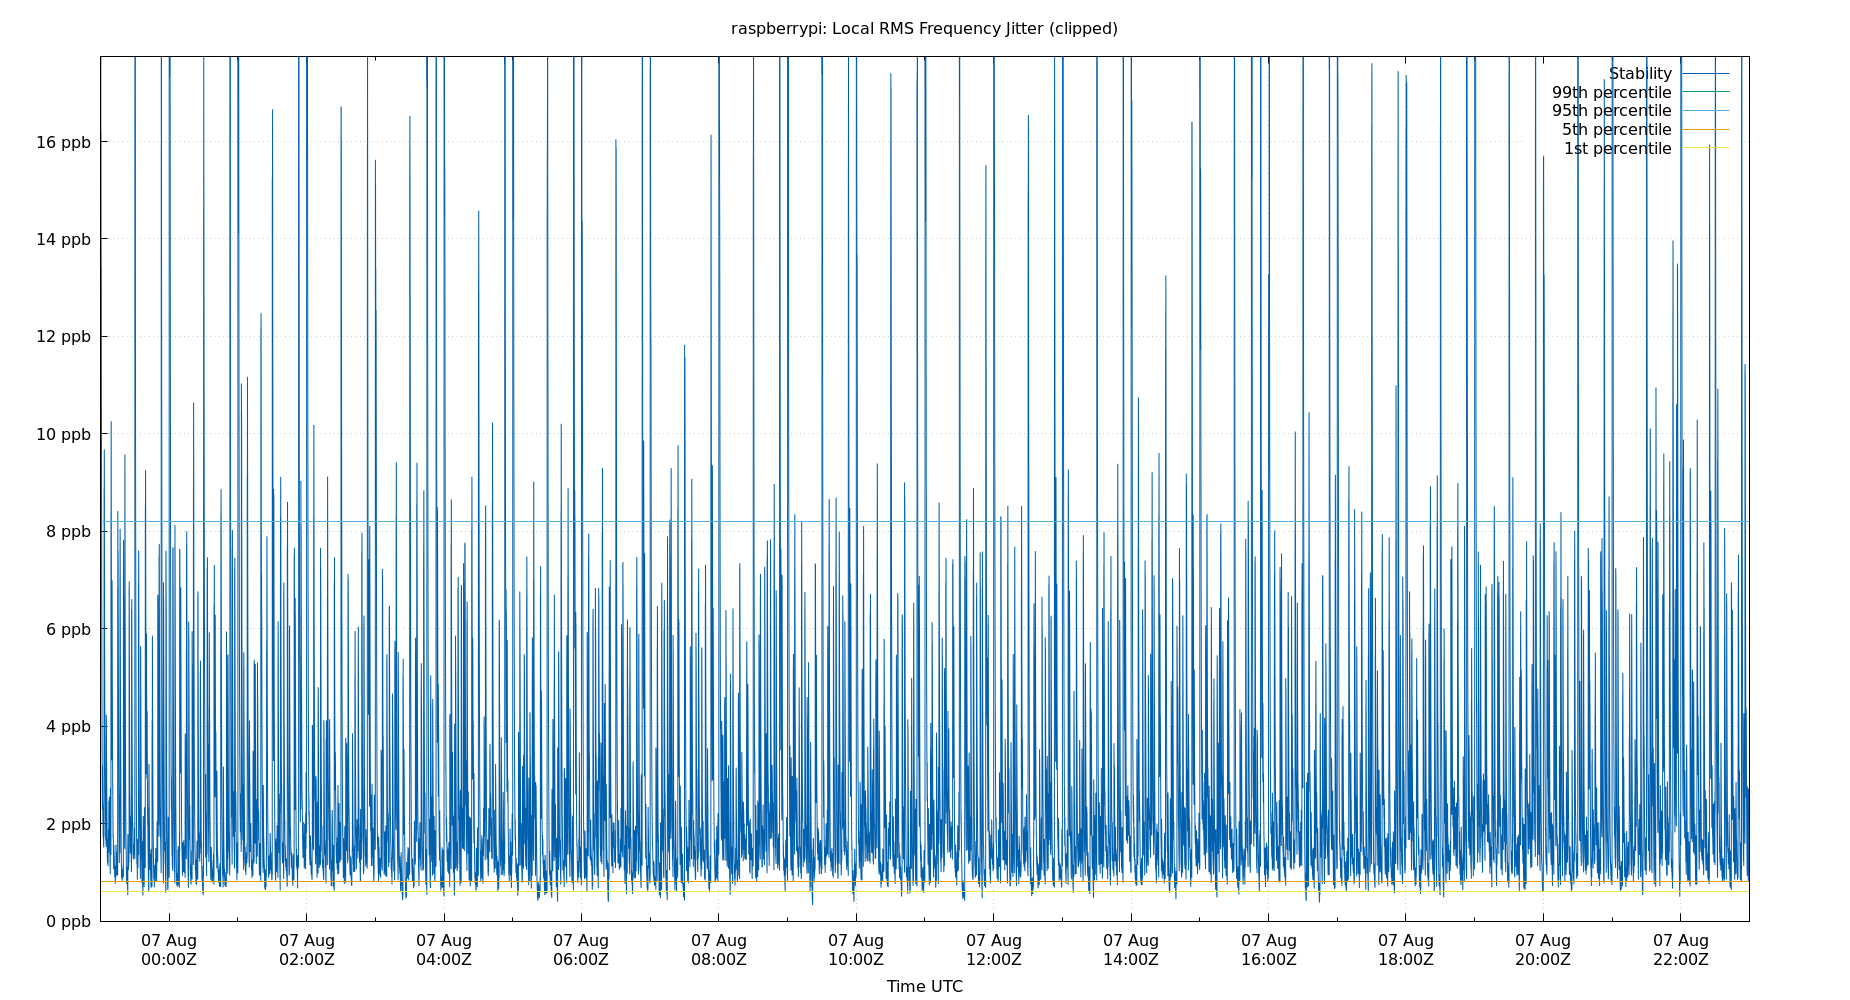 raspberrypi: Local RMS Frequency Jitter (clipped)
Stability
99th percentile
95th percentile
5th percentile
1st percentile
16 ppb
14 ppb
12 ppb
10 ppb
8 ppb
6 ppb
4 ppb
2 ppb
0 ppb
07 Aug 07 Aug 07 Aug 07 Aug 07 Aug 07 Aug 07 Aug 07 Aug 07 Aug 07 Aug 07 Aug 07 Aug
00:00Z 02:00Z 04:00Z 06:00Z 08:00Z 10:00Z 12:00Z 14:00Z 16:00Z 18:00Z 20:00Z 22:00Z
Time UTC